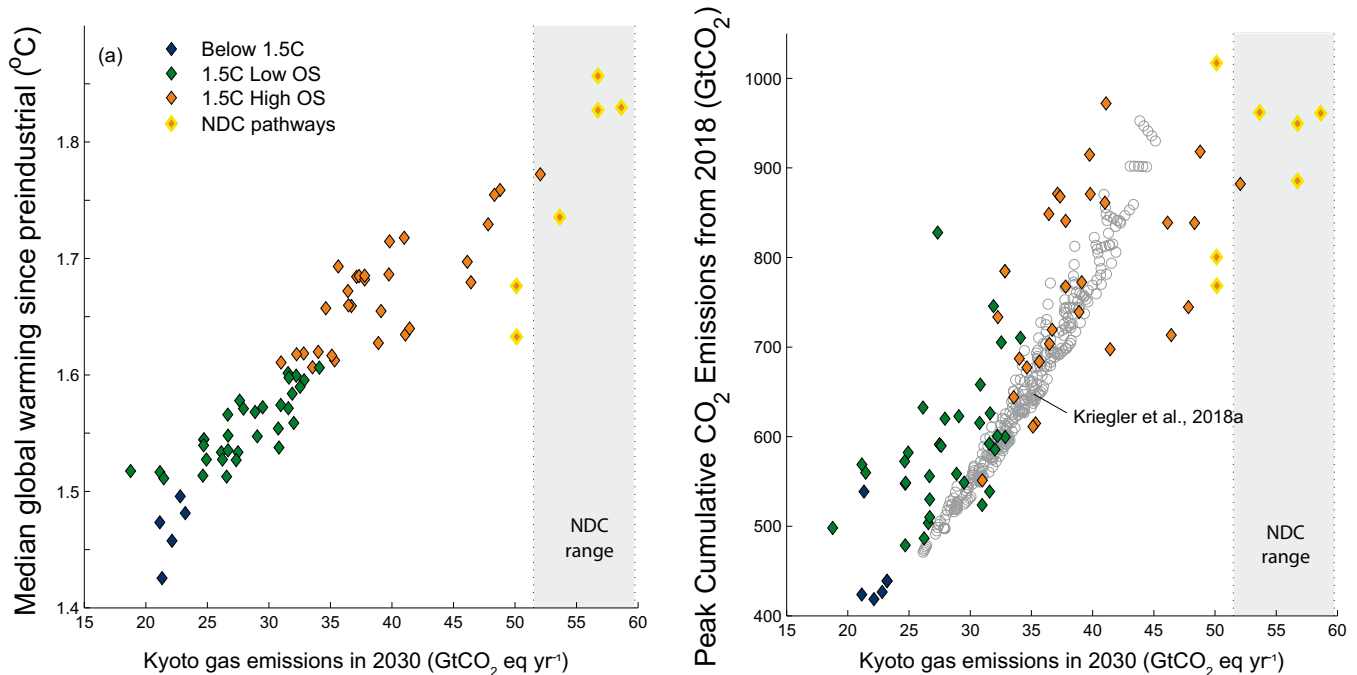 Median global warming since preindustrial (°C)
1.9
1.8
1.7
1.6
1.5
1.4
(a)
Below 1.5C
1.5C Low OS
1.5C High OS
NDC pathways
NDC
range
15 20 25 30 35 40 45 50 55 60
Kyoto gas emissions in 2030 (GtCO₂ eq yr⁻¹)
Peak Cumulative CO₂ Emissions from 2018 (GtCO₂)
1000
900
800
700
600
500
400
Kriegler et al., 2018a
NDC
range
15 20 25 30 35 40 45 50 55 60
Kyoto gas emissions in 2030 (GtCO₂ eq yr⁻¹)